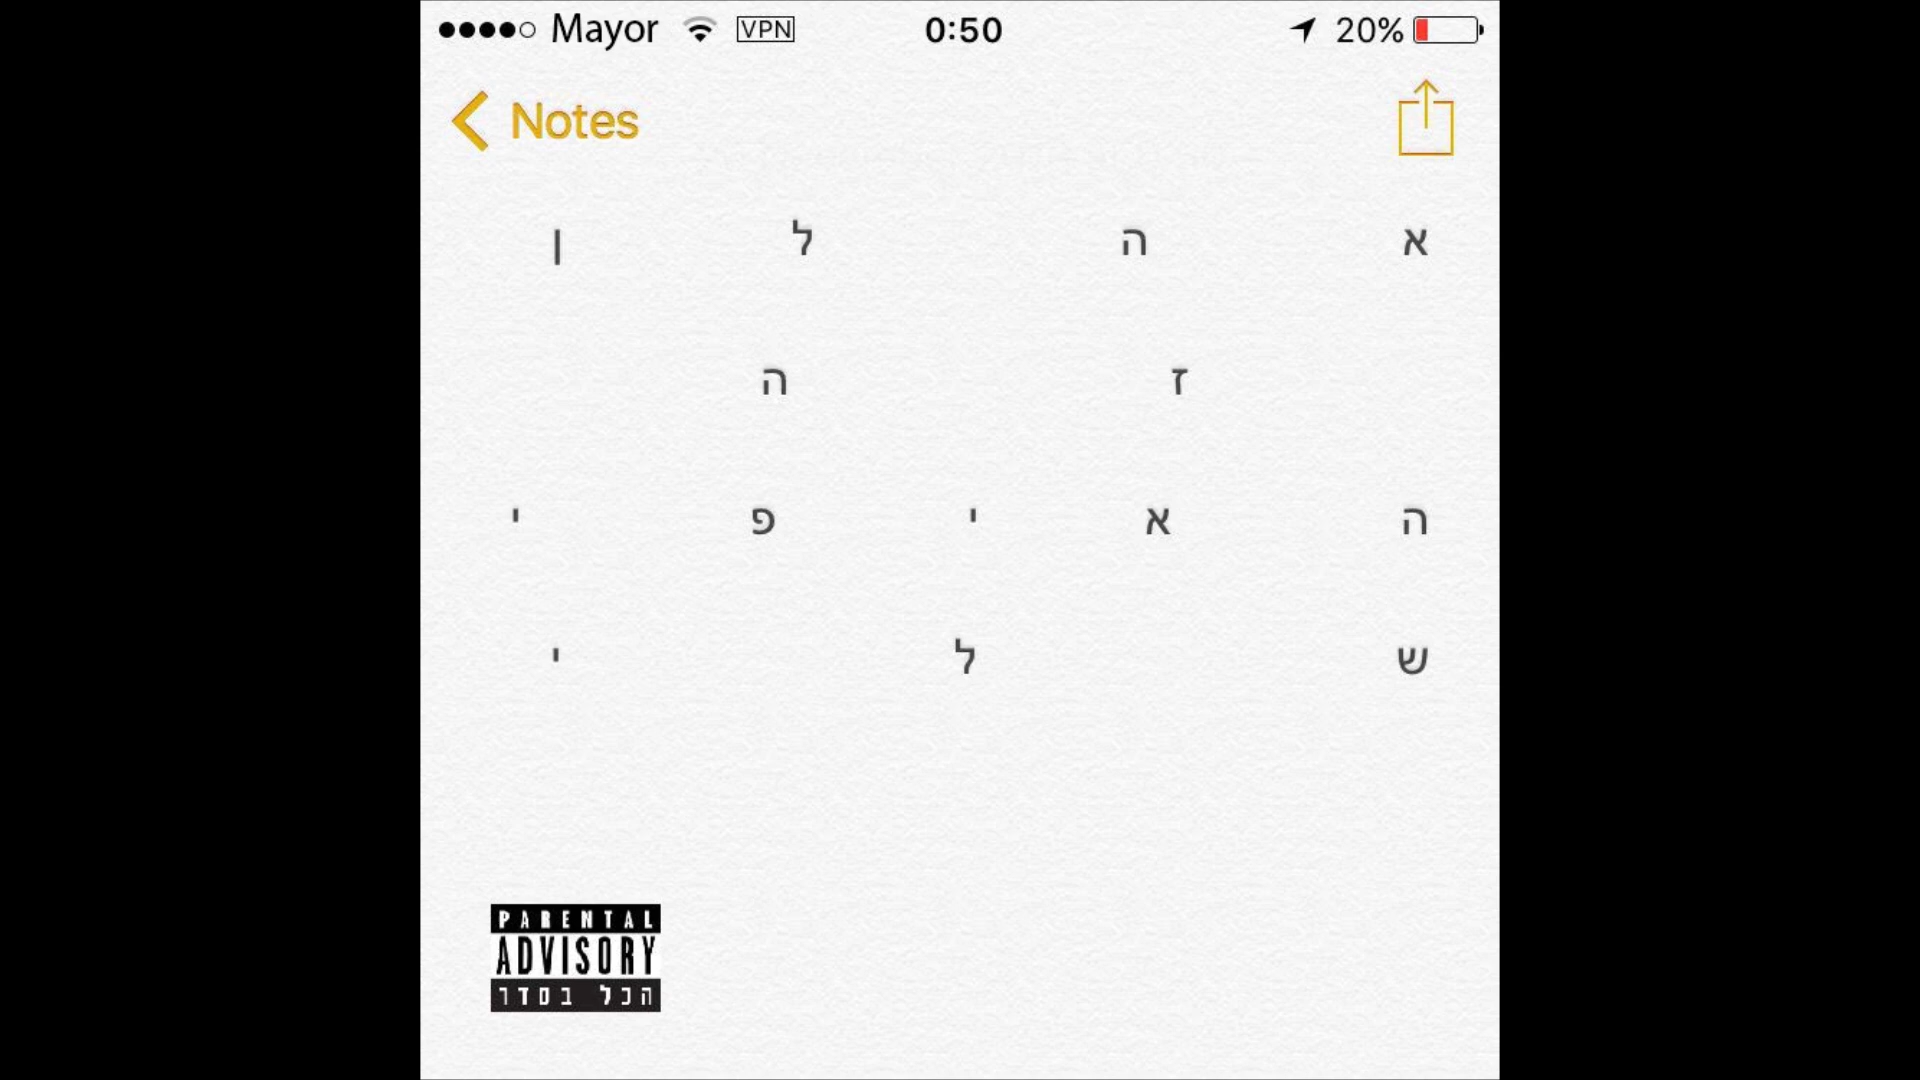 Mayor VPN 0:50 20%
Notes
א ה ל ן
ז ה
ה א י פ י
ש ל י
PARENTAL
ADVISORY
הכל בסדר